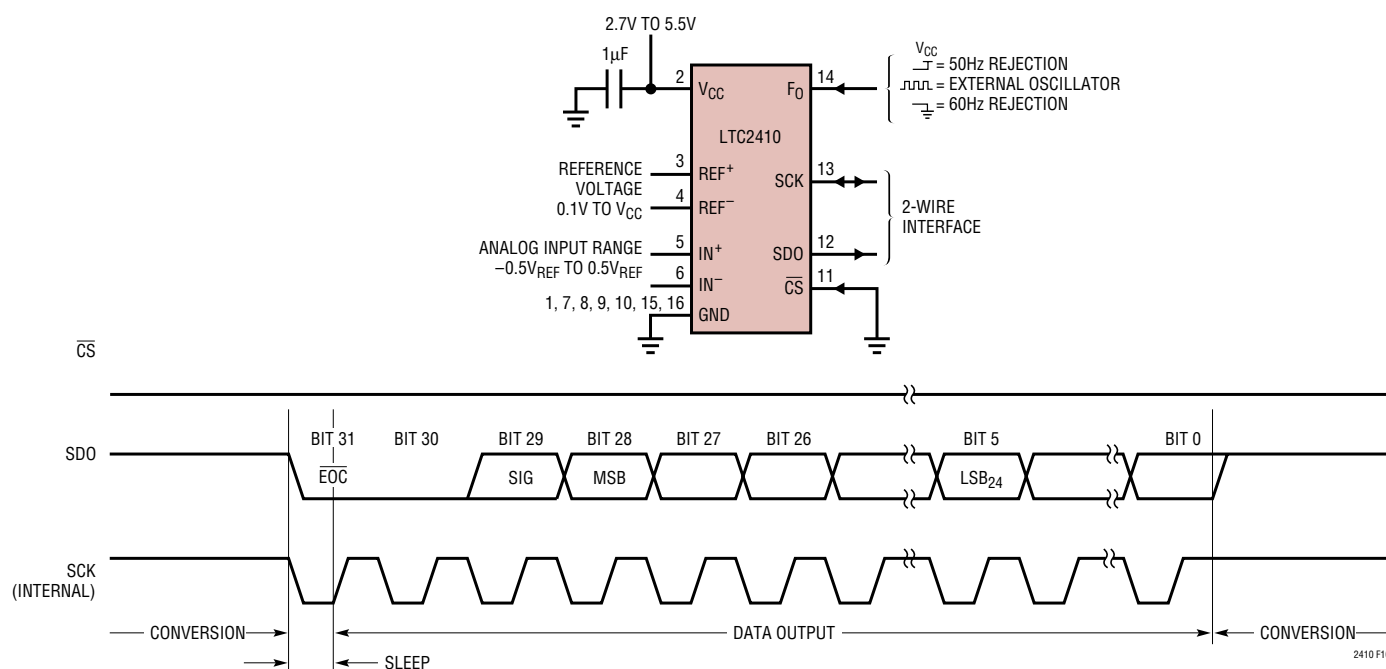 2.7V TO 5.5V
1µF
2
VCC
FO
14
VCC
= 50Hz REJECTION
= EXTERNAL OSCILLATOR
= 60Hz REJECTION
LTC2410
REFERENCE
VOLTAGE
0.1V TO VCC
3
REF+
4
REF−
SCK
13
2-WIRE
INTERFACE
ANALOG INPUT RANGE
−0.5VREF TO 0.5VREF
5
IN+
6
IN−
SDO
12
CS
11
1, 7, 8, 9, 10, 15, 16
GND
CS
SDO
BIT 31
BIT 30
BIT 29
BIT 28
BIT 27
BIT 26
BIT 5
BIT 0
EOC
SIG
MSB
LSB24
SCK
(INTERNAL)
CONVERSION
DATA OUTPUT
CONVERSION
SLEEP